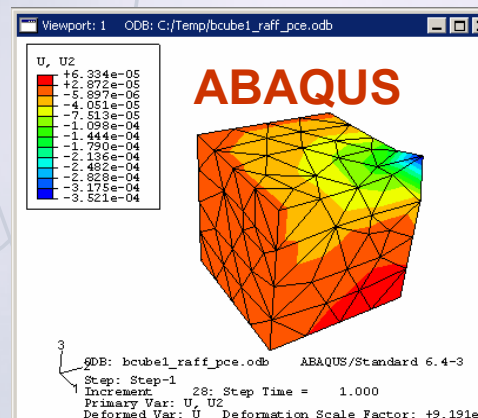 Viewport: 1 ODB: C:/Temp/bcube1_raff_pce.odb
U, U2
+6.334e-05
+2.872e-05
-5.897e-06
-4.051e-05
-7.513e-05
-1.098e-04
-1.444e-04
-1.790e-04
-2.136e-04
-2.482e-04
-2.828e-04
-3.175e-04
-3.521e-04
ABAQUS
3
2
1
ODB: bcube1_raff_pce.odb ABAQUS/Standard 6.4-3
Step: Step-1
Increment 28: Step Time = 1.000
Primary Var: U, U2
Deformed Var: U Deformation Scale Factor: +9.191e